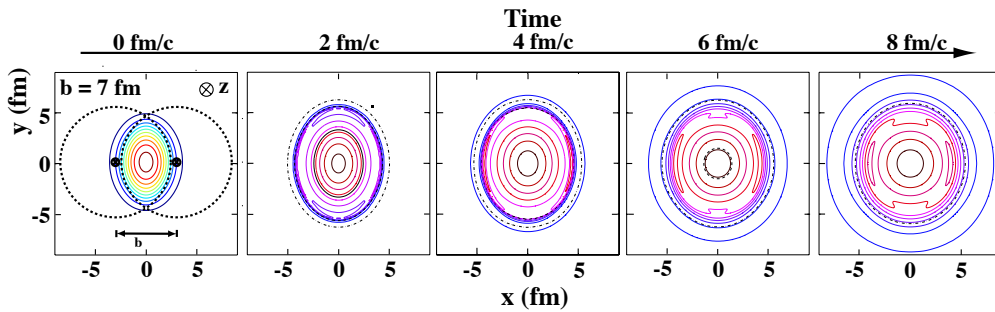 Time
0 fm/c 2 fm/c 4 fm/c 6 fm/c 8 fm/c
y (fm)
b = 7 fm
⊗ z
5
0
-5
b
-5 0 5 -5 0 5 -5 0 5 -5 0 5 -5 0 5
x (fm)